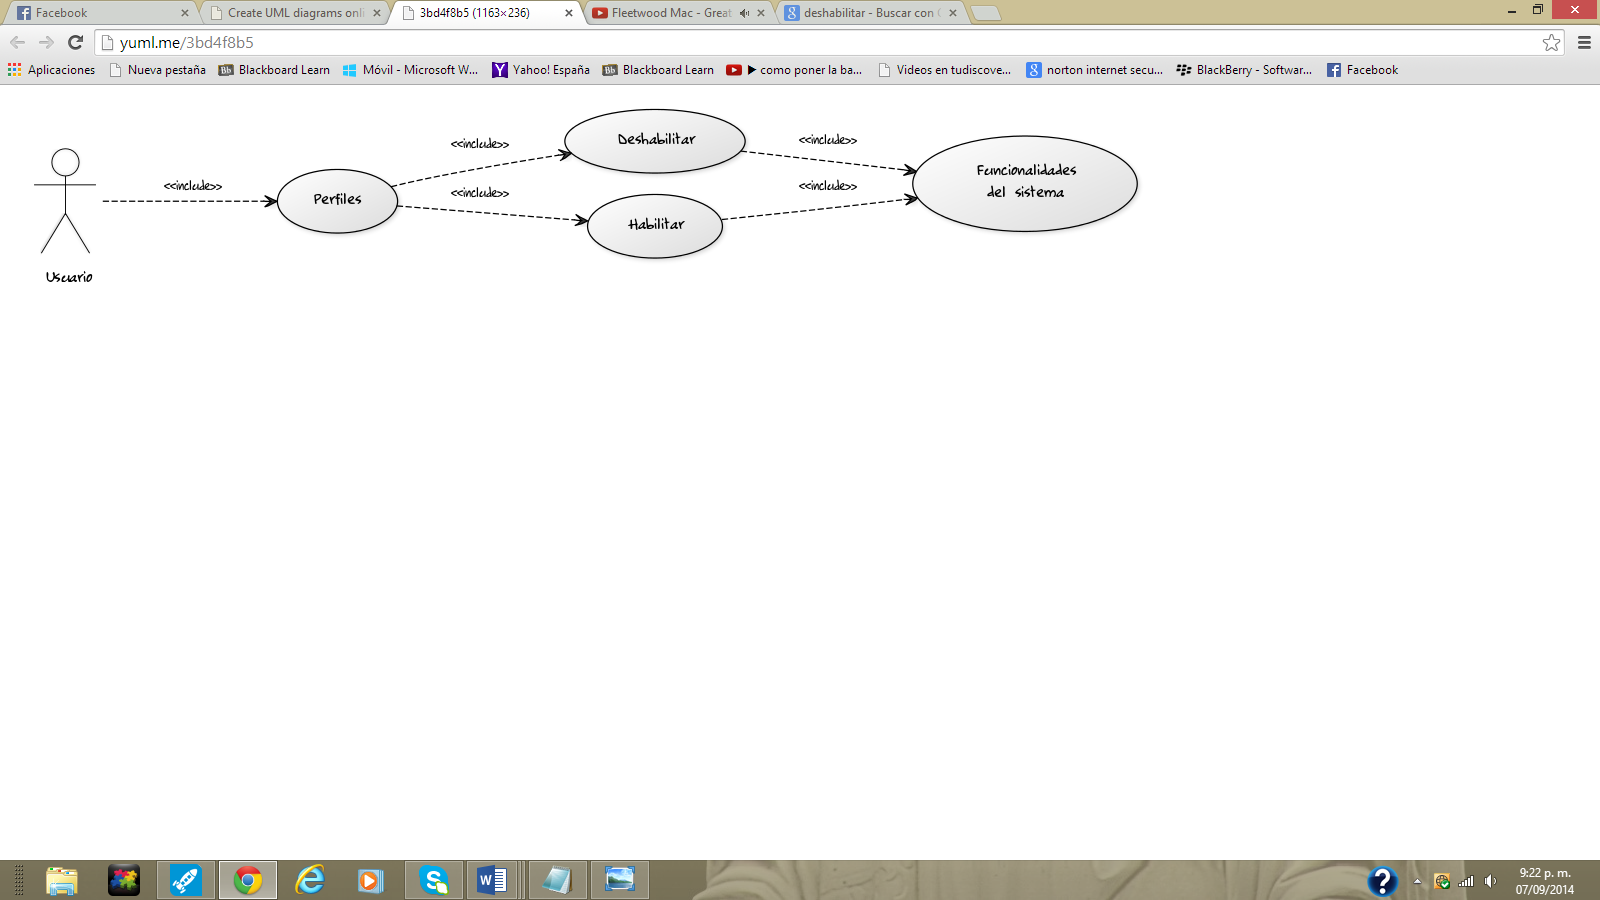 Facebook
Create UML diagrams onli
3bd4f8b5 (1163×236)
Fleetwood Mac - Great
deshabilitar - Buscar con
yuml.me/3bd4f8b5
Aplicaciones
Nueva pestaña
Bb Blackboard Learn
Móvil - Microsoft W...
Yahoo! España
Bb Blackboard Learn
como poner la ba...
Videos en tudiscove...
norton internet secu...
BlackBerry - Softwar...
Facebook
Usuario
<<include>>
Perfiles
<<include>>
<<include>>
Deshabilitar
Habilitar
<<include>>
<<include>>
Funcionalidades
del sistema
9:22 p. m.
07/09/2014